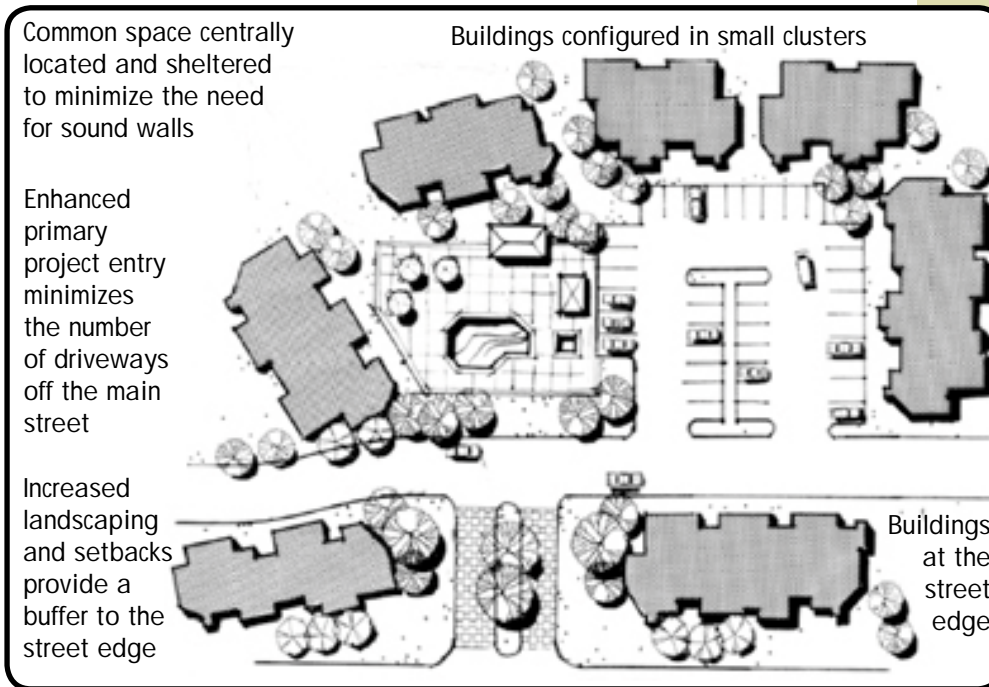 Common space centrally
located and sheltered
to minimize the need
for sound walls
Buildings configured in small clusters
Enhanced
primary
project entry
minimizes
the number
of driveways
off the main
street
Increased
landscaping
and setbacks
provide a
buffer to the
street edge
Buildings
at the
street
edge